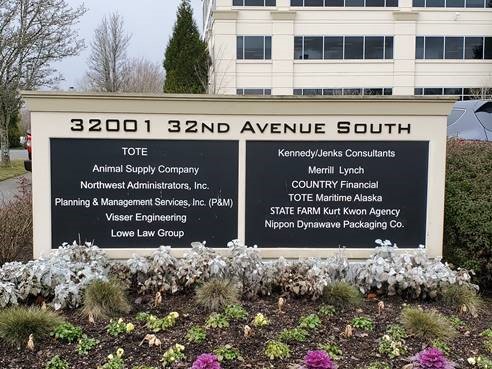 32001 32ND AVENUE SOUTH
TOTE
Animal Supply Company
Northwest Administrators, Inc.
Planning & Management Services, Inc. (P&M)
Visser Engineering
Lowe Law Group
Kennedy/Jenks Consultants
Merrill Lynch
COUNTRY Financial
TOTE Maritime Alaska
STATE FARM Kurt Kwon Agency
Nippon Dynawave Packaging Co.